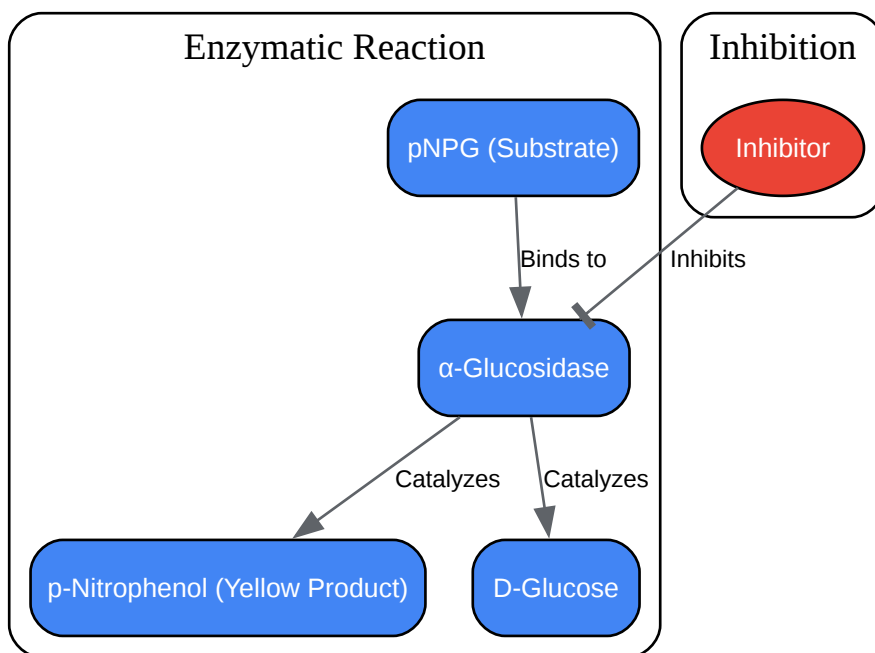 Enzymatic Reaction
Inhibition
pNPG (Substrate)
Inhibitor
Binds to
Inhibits
α-Glucosidase
Catalyzes
Catalyzes
p-Nitrophenol (Yellow Product)
D-Glucose